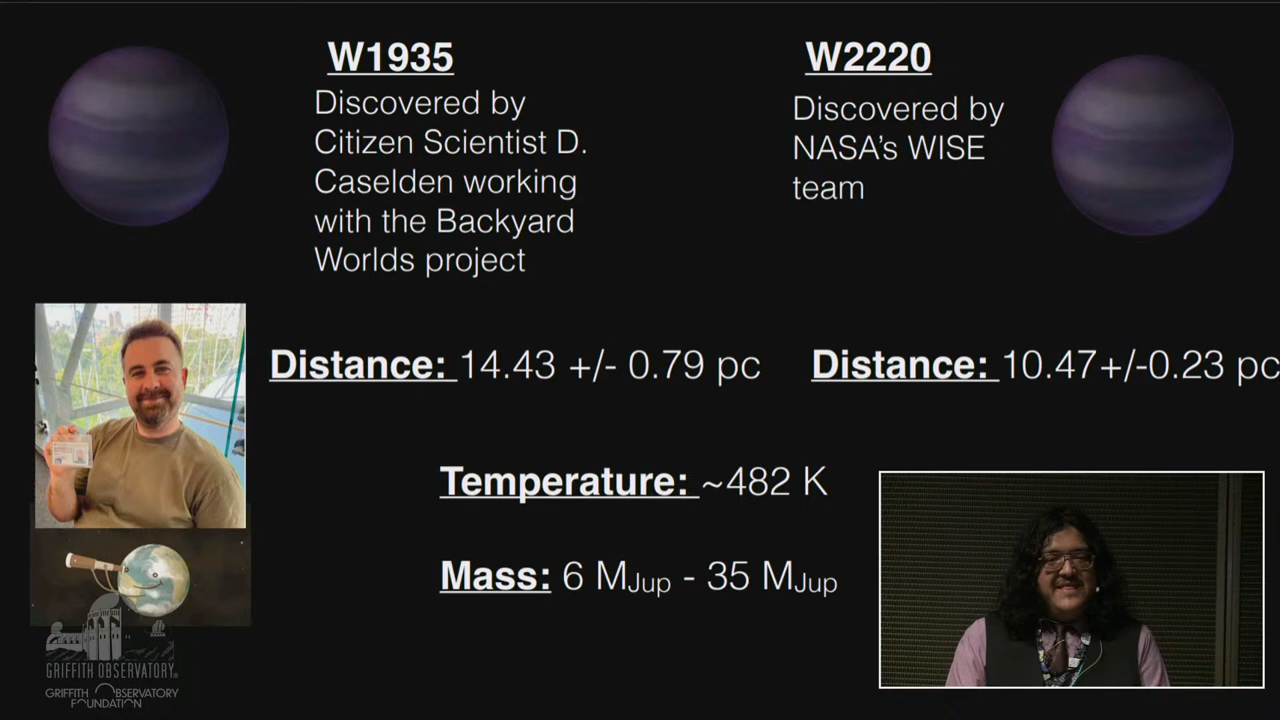 W1935
Discovered by
Citizen Scientist D.
Caselden working
with the Backyard
Worlds project
W2220
Discovered by
NASA's WISE
team
Distance: 14.43 +/- 0.79 pc
Distance: 10.47+/-0.23 pc
Temperature: ~482 K
Mass: 6 MJup - 35 MJup
GRIFFITH OBSERVATORY
GRIFFITH OBSERVATORY
FOUNDATION